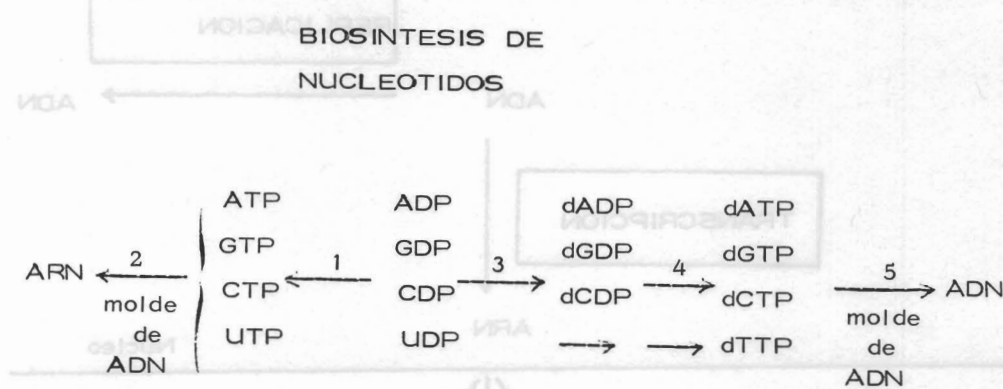 BIOSINTESIS DE
NUCLEOTIDOS
ATP ADP dADP dATP
GTP GDP dGDP dGTP
ARN 2 CTP 1 CDP 3 dCDP 4 dCTP 5 ADN
molde
de
ADN
UTP UDP dTTP
molde
de
ADN